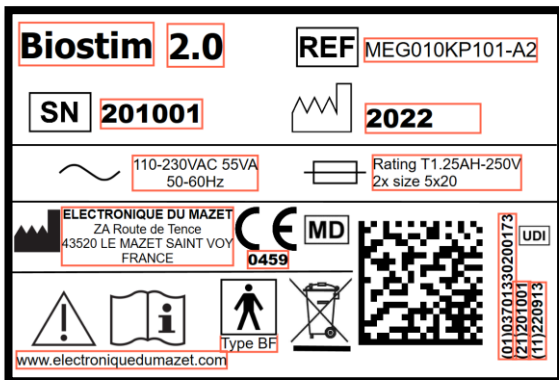 Biostim 2.0
REF MEG010KP101-A2
SN 201001
2022
110-230VAC 55VA
50-60Hz
Rating T1.25AH-250V
2x size 5x20
ELECTRONIQUE DU MAZET
ZA Route de Tence
43520 LE MAZET SAINT VOY
FRANCE
CE
0459
MD
UDI
(01)03701330200173
(21)201001
(11)220913
Type BF
www.electroniquedumazet.com